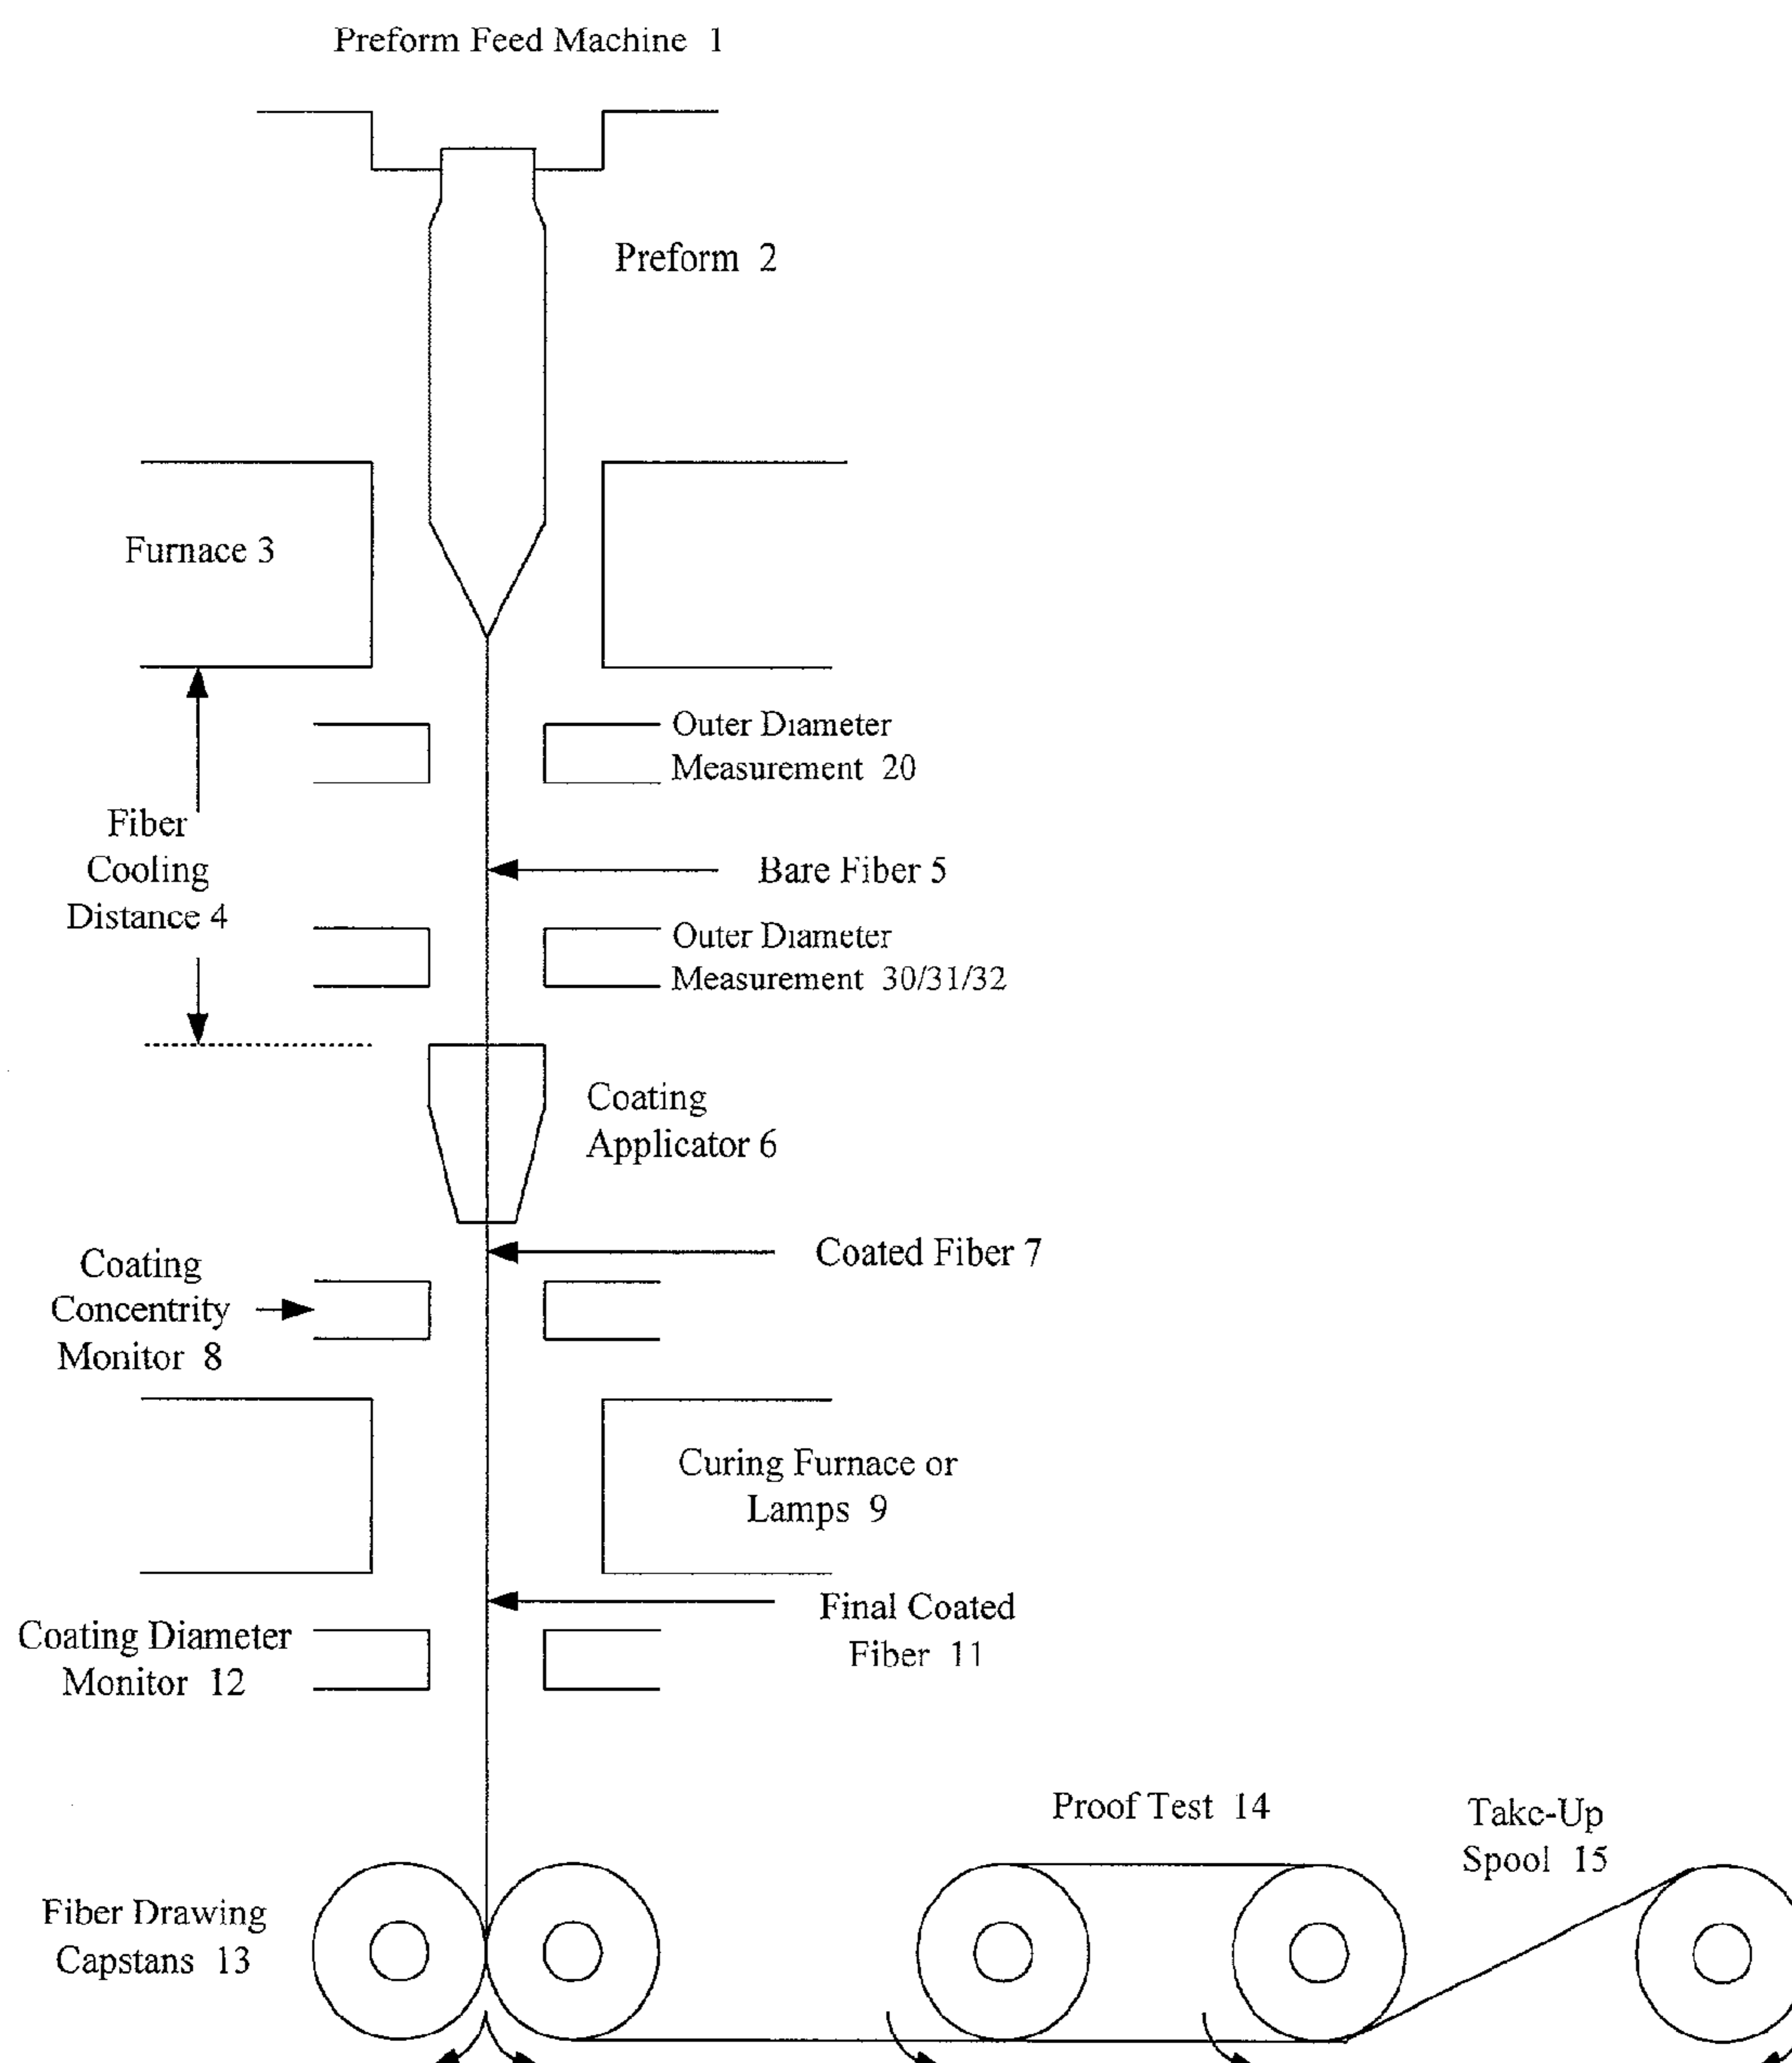 Preform Feed Machine 1
Preform 2
Furnace 3
Outer Diameter
Measurement 20
Fiber
Cooling
Distance 4
Bare Fiber 5
Outer Diameter
Measurement 30/31/32
Coating
Applicator 6
Coated Fiber 7
Coating
Concentrity
Monitor 8
Curing Furnace or
Lamps 9
Final Coated
Fiber 11
Coating Diameter
Monitor 12
Proof Test 14
Take-Up
Spool 15
Fiber Drawing
Capstans 13